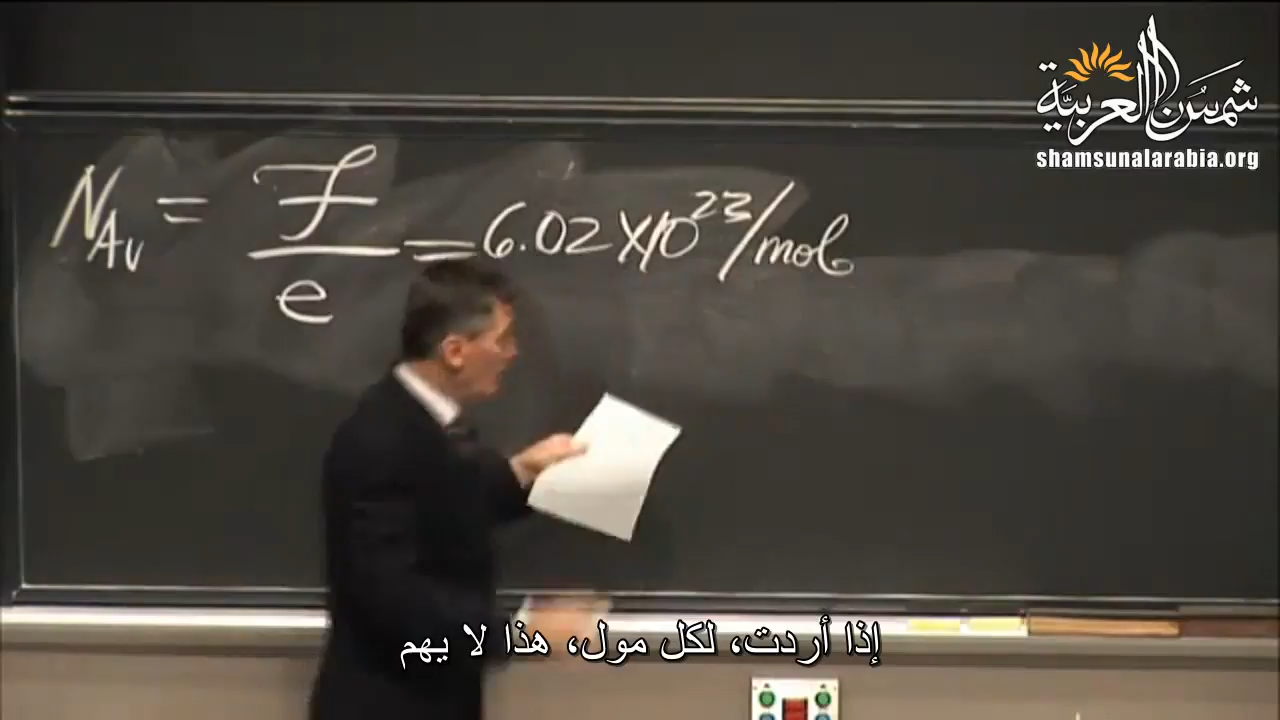 شمس العربية
shamsunalarabia.org
N_Av = ℱ/e = 6.02 X 10^23/mol
إذا أردت، لكل مول، هذا لا يهم